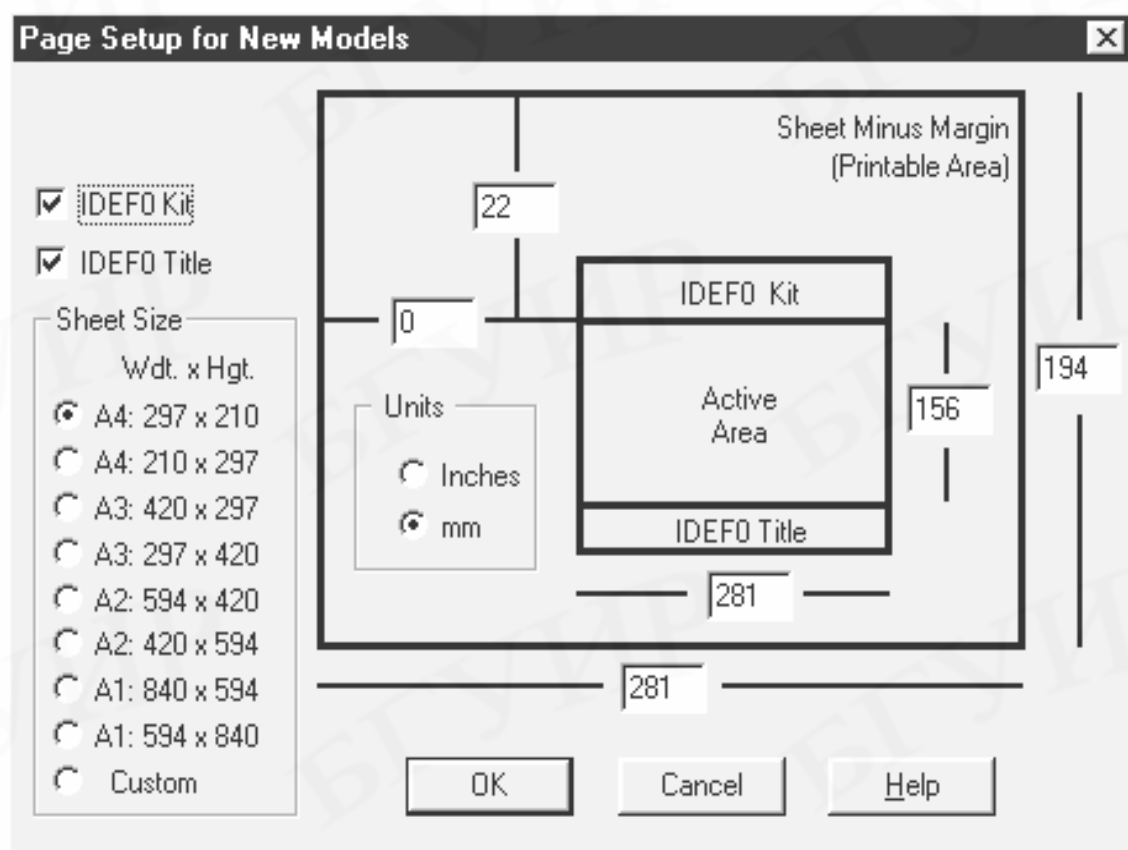 Page Setup for New Models
Sheet Minus Margin
(Printable Area)
IDEF0 Kit
22
IDEF0 Title
IDEF0 Kit
Sheet Size
0
Wdt. x Hgt.
194
A4: 297 x 210
Units
Active
Area
156
A4: 210 x 297
Inches
A3: 420 x 297
mm
IDEF0 Title
A3: 297 x 420
A2: 594 x 420
281
A2: 420 x 594
A1: 840 x 594
281
A1: 594 x 840
Custom
OK
Cancel
Help
БГУИР